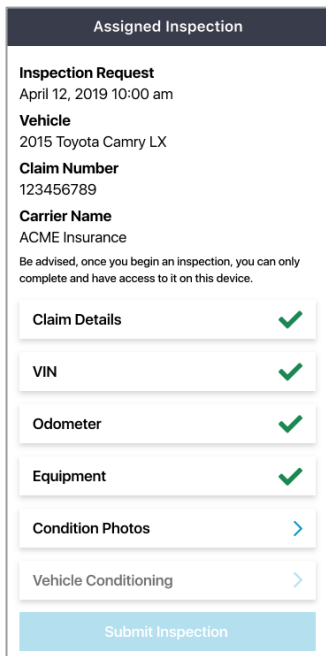 Assigned Inspection
Inspection Request
April 12, 2019 10:00 am
Vehicle
2015 Toyota Camry LX
Claim Number
123456789
Carrier Name
ACME Insurance
Be advised, once you begin an inspection, you can only
complete and have access to it on this device.
Claim Details
VIN
Odometer
Equipment
Condition Photos
Vehicle Conditioning
Submit Inspection